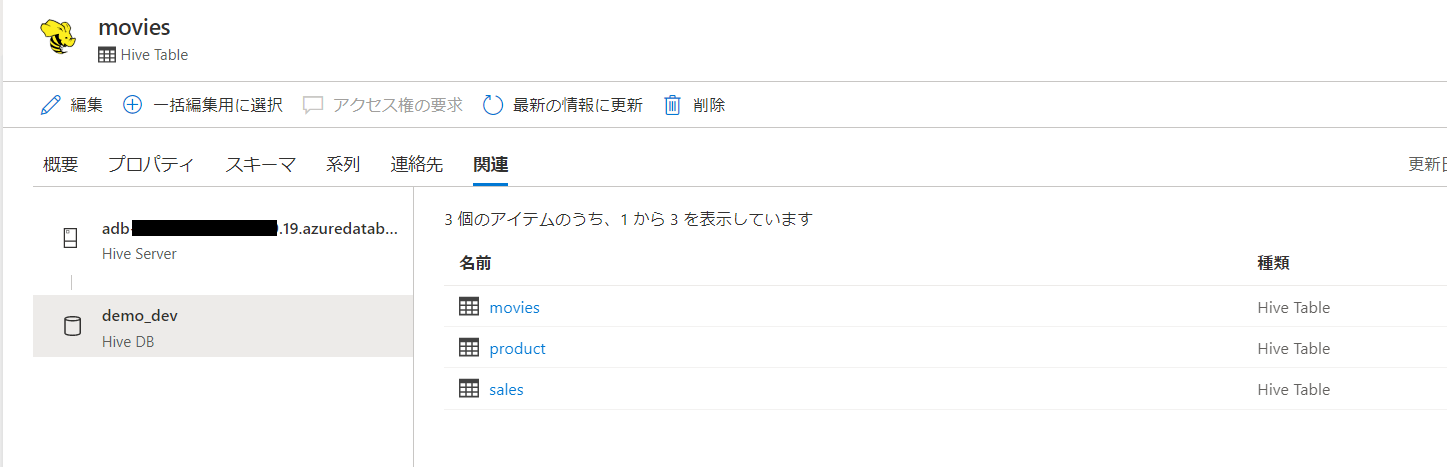 movies
Hive Table
編集 一括編集用に選択 アクセス権の要求 最新の情報に更新 削除
概要 プロパティ スキーマ 系列 連絡先 関連 更新日
adb- .19.azuredatab...
Hive Server
demo_dev
Hive DB
3 個のアイテムのうち、1 から 3 を表示しています
名前 種類
movies Hive Table
product Hive Table
sales Hive Table